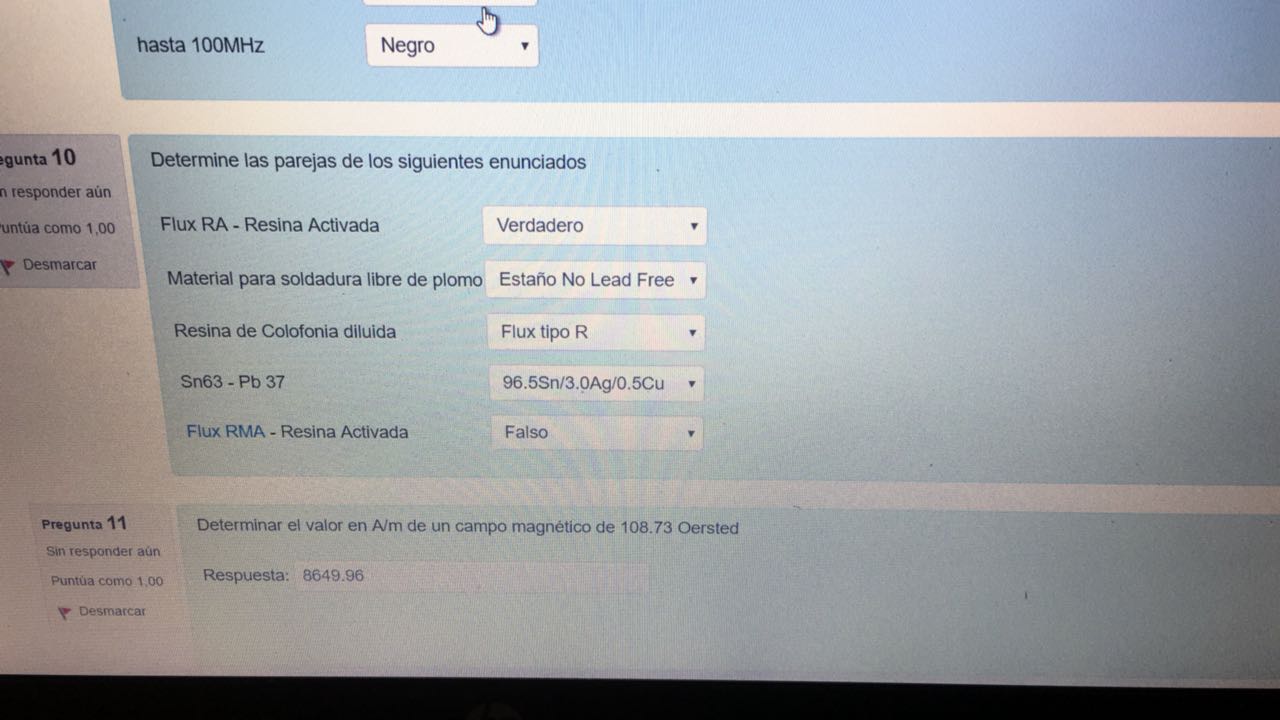 hasta 100MHz Negro
egunta 10
Determine las parejas de los siguientes enunciados
n responder aún
Flux RA - Resina Activada Verdadero
untúa como 1,00
Desmarcar
Material para soldadura libre de plomo Estaño No Lead Free
Resina de Colofonia diluida Flux tipo R
Sn63 - Pb 37 96.5Sn/3.0Ag/0.5Cu
Flux RMA - Resina Activada Falso
Pregunta 11
Determinar el valor en A/m de un campo magnético de 108.73 Oersted
Sin responder aún
Puntúa como 1,00
Respuesta: 8649.96
Desmarcar